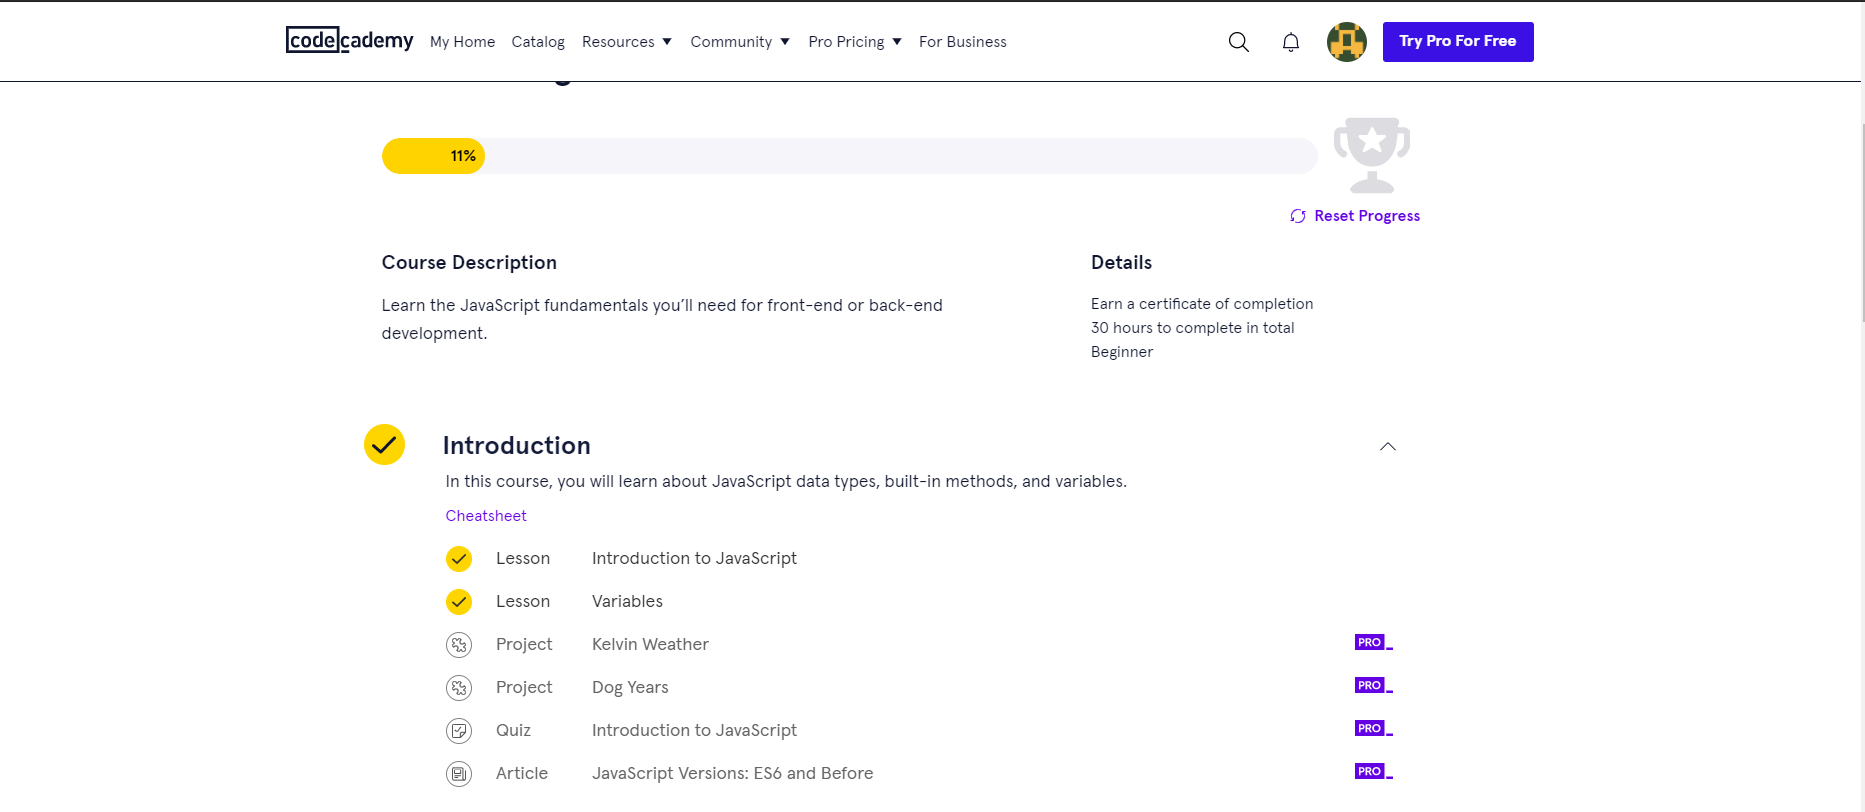 codecademy My Home Catalog Resources Community Pro Pricing For Business Try Pro For Free
11%
Reset Progress
Course Description
Learn the JavaScript fundamentals you’ll need for front-end or back-end
development.
Details
Earn a certificate of completion
30 hours to complete in total
Beginner
Introduction
In this course, you will learn about JavaScript data types, built-in methods, and variables.
Cheatsheet
Lesson Introduction to JavaScript
Lesson Variables
Project Kelvin Weather PRO
Project Dog Years PRO
Quiz Introduction to JavaScript PRO
Article JavaScript Versions: ES6 and Before PRO